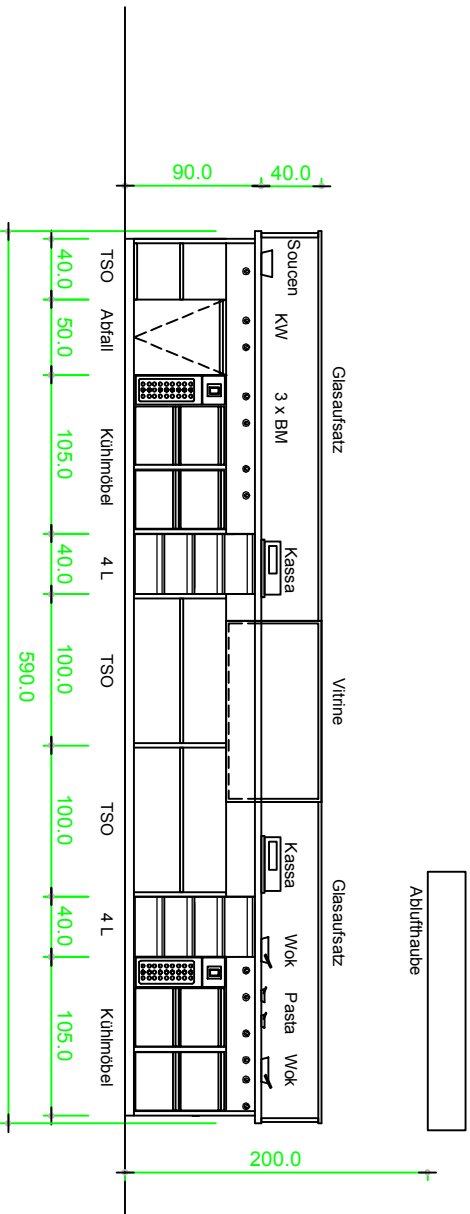 Ablufthaube
Glasaufsatz
Vitrine
Glasaufsatz
40.0
90.0
200.0
Soucen
KW
3 x BM
Kassa
Kassa
Wok
Pasta
Wok
TSO
Abfall
Kühlmöbel
4 L
TSO
TSO
4 L
Kühlmöbel
40.0
50.0
105.0
40.0
100.0
100.0
40.0
105.0
590.0